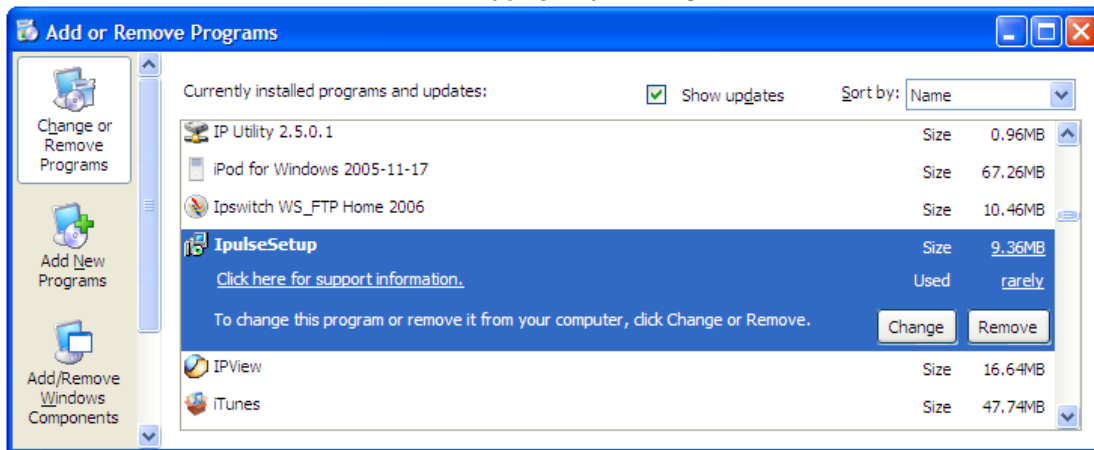 Add or Remove Programs
Change or
Remove
Programs
Add New
Programs
Add/Remove
Windows
Components
Currently installed programs and updates:
Show updates
Sort by: Name
IP Utility 2.5.0.1 Size 0.96MB
iPod for Windows 2005-11-17 Size 67.26MB
Ipswitch WS_FTP Home 2006 Size 10.46MB
IpulseSetup Size 9.36MB
Click here for support information. Used rarely
To change this program or remove it from your computer, click Change or Remove. Change Remove
IPView Size 16.64MB
iTunes Size 47.74MB